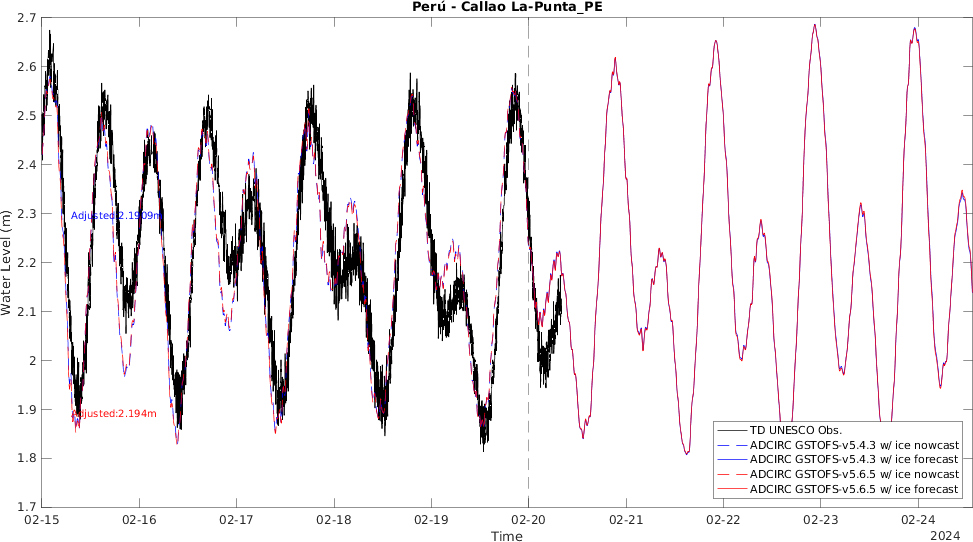 Perú - Callao La-Punta_PE
2.7
2.6
2.5
2.4
2.3
2.2
2.1
2
1.9
1.8
1.7
Water Level (m)
Adjusted:2.1909m
Adjusted:2.194m
TD UNESCO Obs.
ADCIRC GSTOFS-v5.4.3 w/ ice nowcast
ADCIRC GSTOFS-v5.4.3 w/ ice forecast
ADCIRC GSTOFS-v5.6.5 w/ ice nowcast
ADCIRC GSTOFS-v5.6.5 w/ ice forecast
02-15 02-16 02-17 02-18 02-19 02-20 02-21 02-22 02-23 02-24
Time
2024